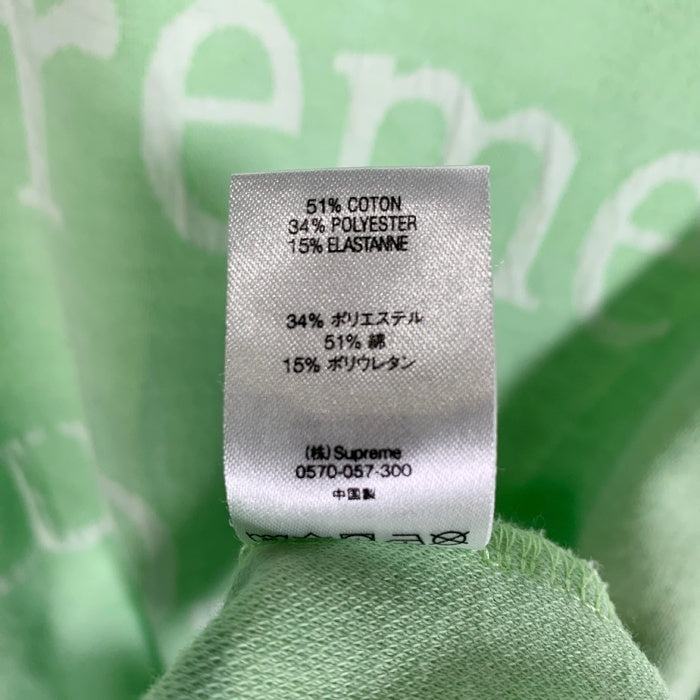 reme
e
51% COTON
34% POLYESTER
15% ELASTANNE
34% ポリエステル
51% 綿
15% ポリウレタン
(株) Supreme
0570-057-300
中国製